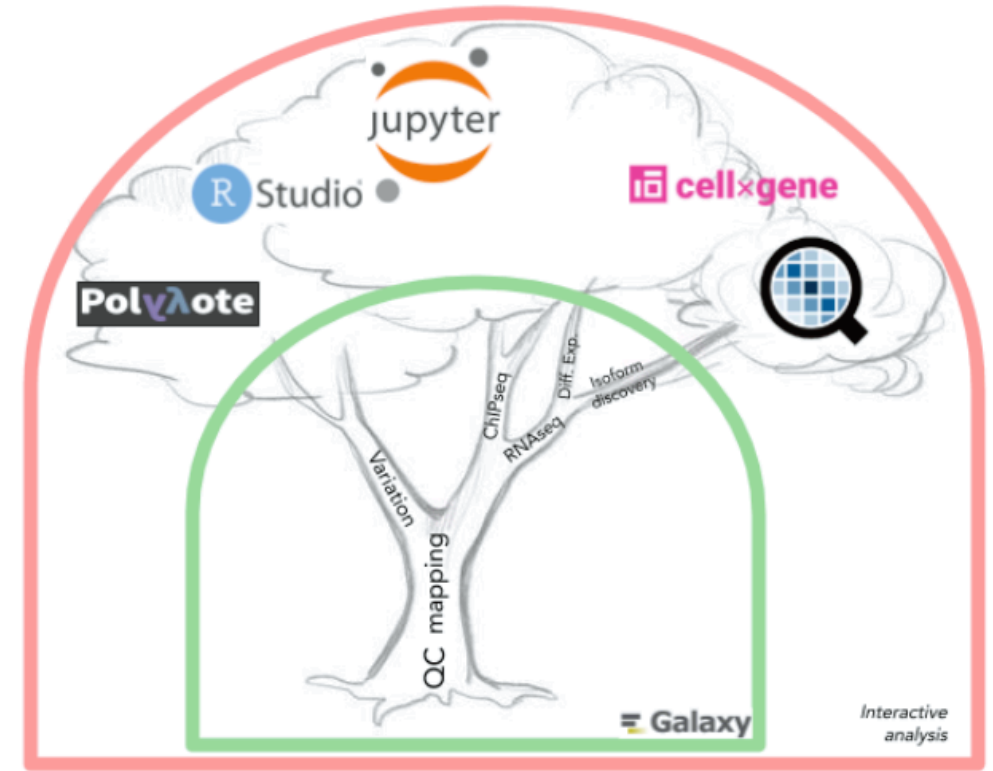 jupyter
R Studio
cell×gene
Polyλote
ChIPseq
Diff. Exp.
Isoform
discovery
RNAseq
Variation
QC mapping
Galaxy
Interactive
analysis